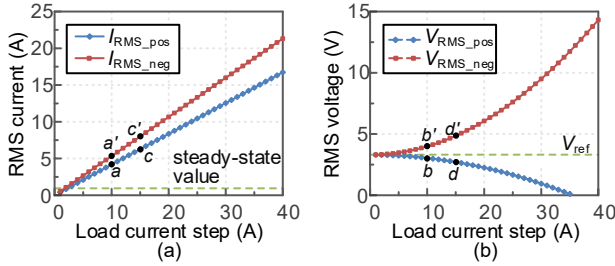 25
20
15
10
5
0
RMS current (A)
I_RMS_pos
I_RMS_neg
a'
a
c'
c
steady-state
value
0 10 20 30 40
Load current step (A)
(a)
15
10
5
0
RMS voltage (V)
V_RMS_pos
V_RMS_neg
b'
b
d'
d
V_ref
0 10 20 30 40
Load current step (A)
(b)